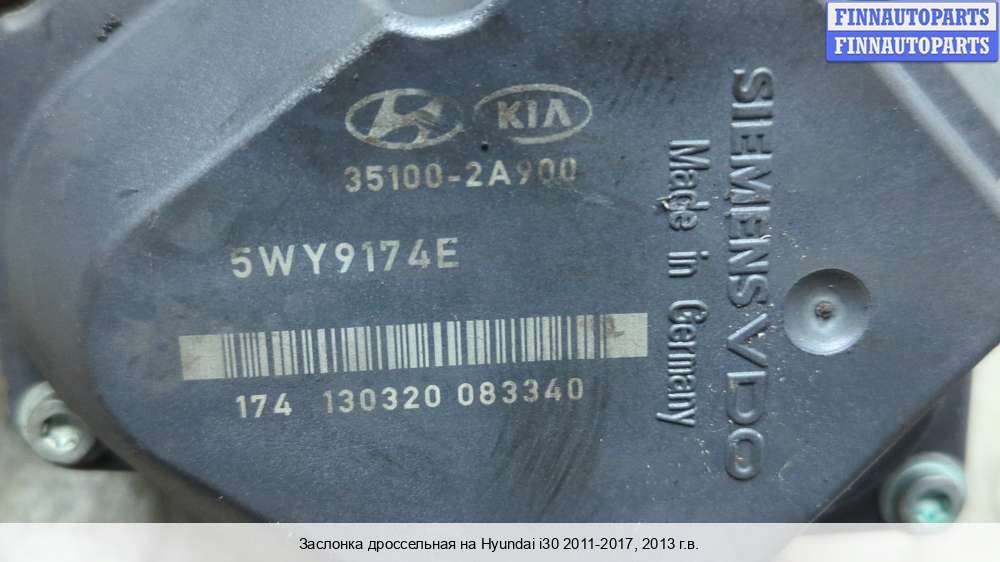 FINNAUTOPARTS
FINNAUTOPARTS
KIA
35100-2A900
5WY9174E
174 130320 083340
SIEMENS VDO
Made in Germany
Заслонка дроссельная на Hyundai i30 2011-2017, 2013 г.в.